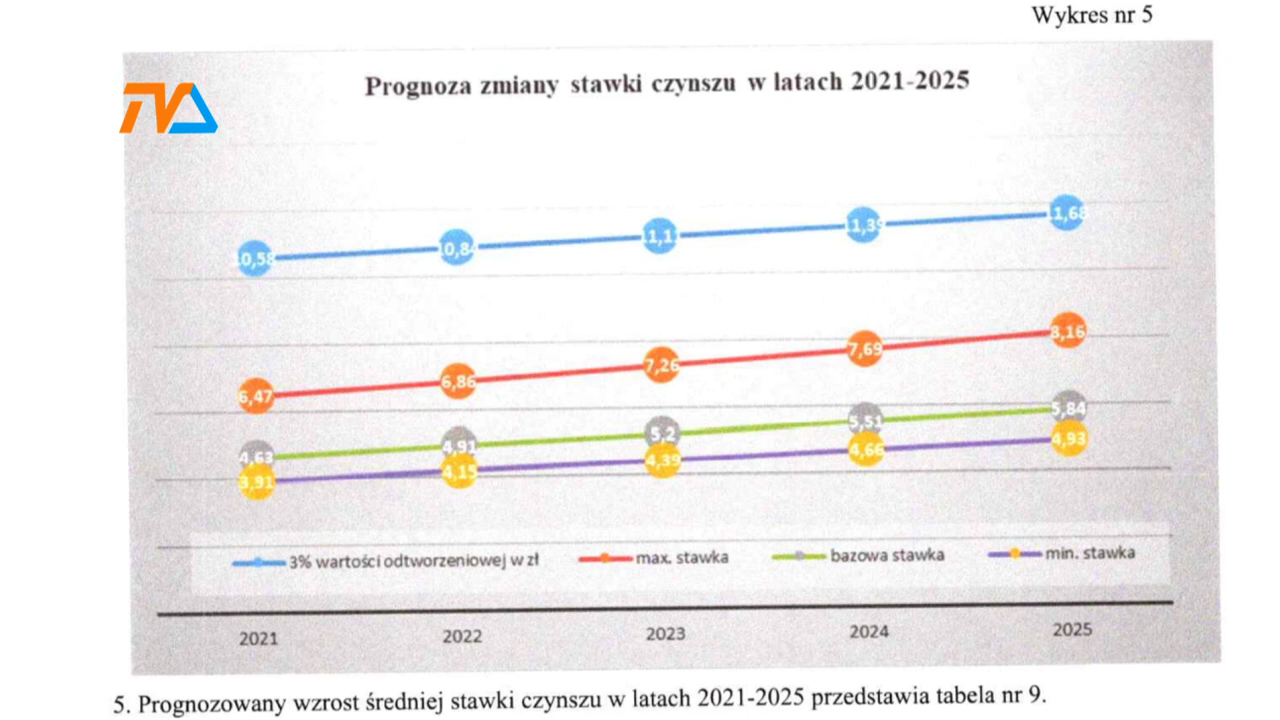 Wykres nr 5
Prognoza zmiany stawki czynszu w latach 2021-2025
TVA
10,58 10,84 11,11 11,39 11,68
6,47 6,86 7,26 7,69 8,16
4,63 4,91 5,2 5,51 5,84
3,91 4,15 4,39 4,66 4,93
3% wartości odtworzeniowej w zł max. stawka bazowa stawka min. stawka
2021 2022 2023 2024 2025
5. Prognozowany wzrost średniej stawki czynszu w latach 2021-2025 przedstawia tabela nr 9.